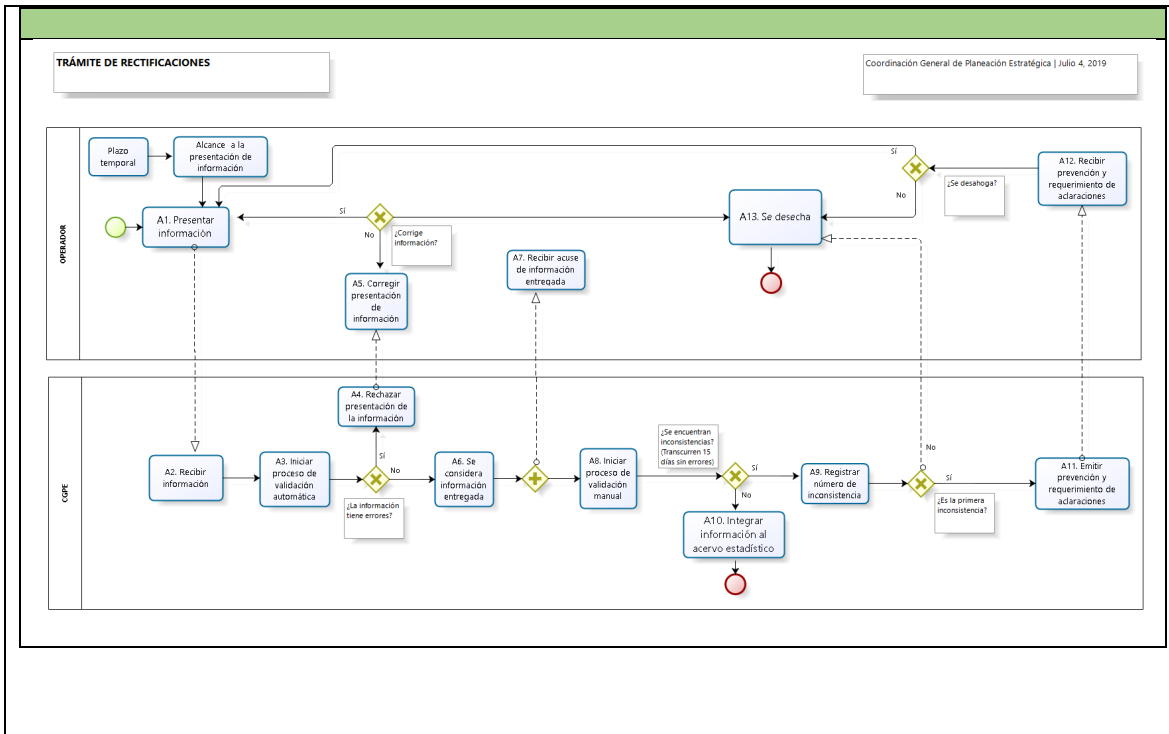 TRÁMITE DE RECTIFICACIONES
Coordinación General de Planeación Estratégica | Julio 4, 2019
OPERADOR
Plazo
temporal
Alcance a la
presentación de
información
A1. Presentar
información
Sí
No
¿Corrige
información?
A5. Corregir
presentación
de
información
A7. Recibir acuse
de información
entregada
A13. Se desecha
Sí
No
¿Se desahoga?
A12. Recibir
prevención y
requerimiento de
aclaraciones
CGPE
A2. Recibir
información
A3. Iniciar
proceso de
validación
automática
A4. Rechazar
presentación de
la información
Sí
No
¿La información
tiene errores?
A6. Se
considera
información
entregada
A8. Iniciar
proceso de
validación
manual
¿Se encuentran
inconsistencias?
(Transcurren 15
días sin errores)
Sí
No
A10. Integrar
información al
acervo estadístico
A9. Registrar
número de
inconsistencia
No
Sí
¿Es la primera
inconsistencia?
A11. Emitir
prevención y
requerimiento de
aclaraciones